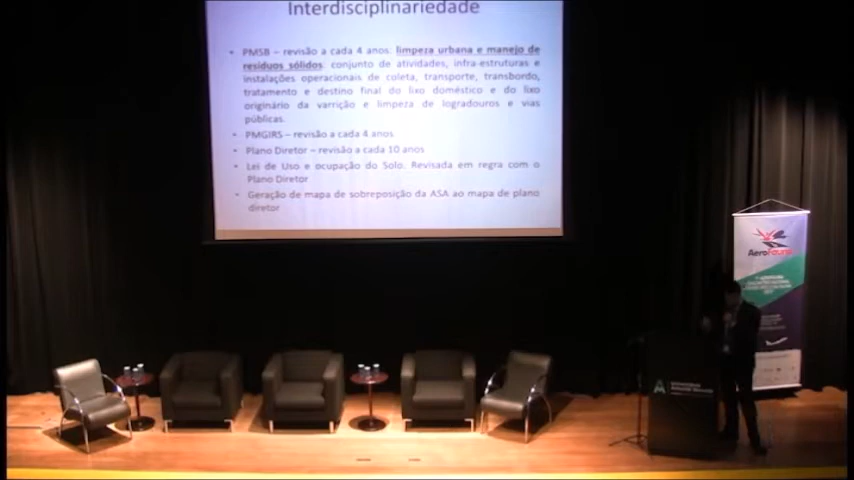 Interdisciplinariedade
• PMSB – revisão a cada 4 anos: limpeza urbana e manejo de
resíduos sólidos: conjunto de atividades, infra-estruturas e
instalações operacionais de coleta, transporte, transbordo,
tratamento e destino final do lixo doméstico e do lixo
originário da varrição e limpeza de logradouros e vias
públicas.
• PMGIRS – revisão a cada 4 anos
• Plano Diretor – revisão a cada 10 anos
• Lei de Uso e ocupação do Solo. Revisada em regra com o
Plano Diretor
• Geração de mapa de sobreposição da ASA ao mapa de plano
diretor
AeroFauna